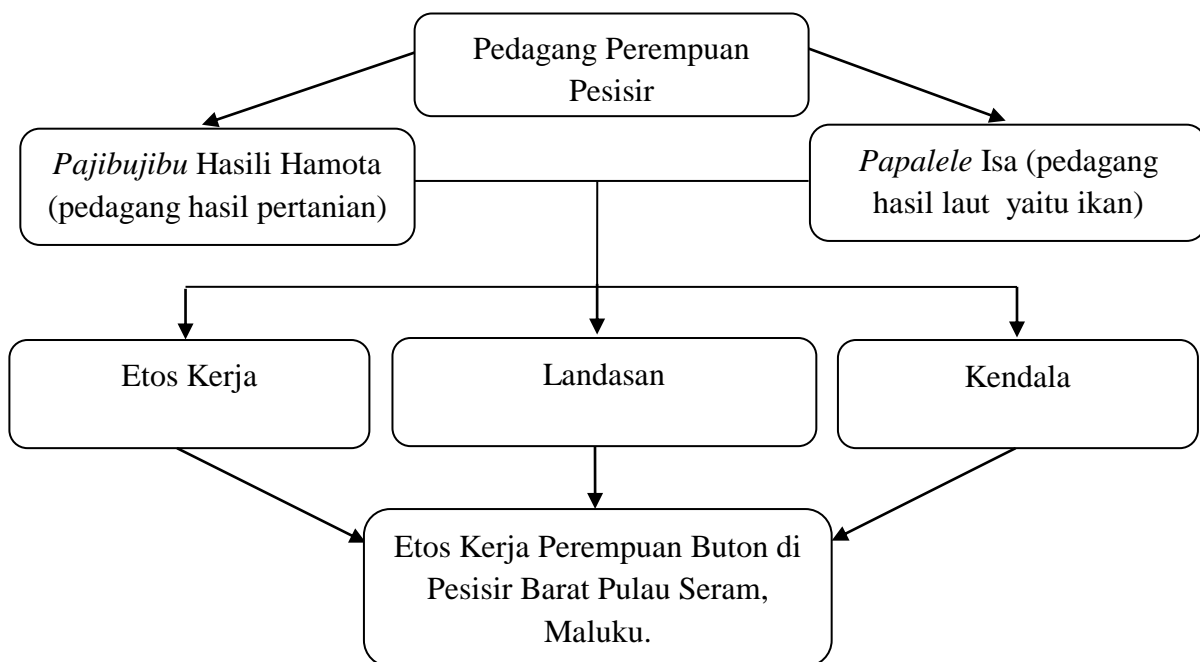 Pedagang Perempuan
Pesisir
Pajibujibu Hasili Hamota
(pedagang hasil pertanian)
Papalele Isa (pedagang
hasil laut yaitu ikan)
Etos Kerja
Landasan
Kendala
Etos Kerja Perempuan Buton di
Pesisir Barat Pulau Seram,
Maluku.